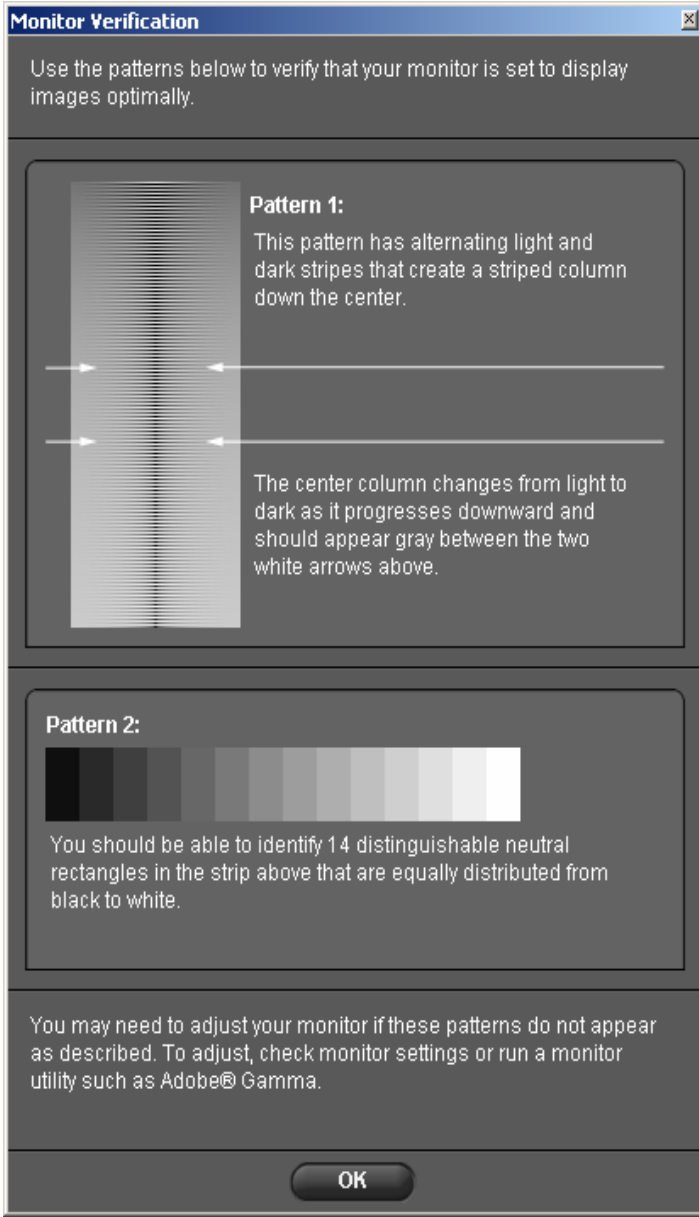 Monitor Verification
Use the patterns below to verify that your monitor is set to display
images optimally.
Pattern 1:
This pattern has alternating light and
dark stripes that create a striped column
down the center.
The center column changes from light to
dark as it progresses downward and
should appear gray between the two
white arrows above.
Pattern 2:
You should be able to identify 14 distinguishable neutral
rectangles in the strip above that are equally distributed from
black to white.
You may need to adjust your monitor if these patterns do not appear
as described. To adjust, check monitor settings or run a monitor
utility such as Adobe® Gamma.
OK